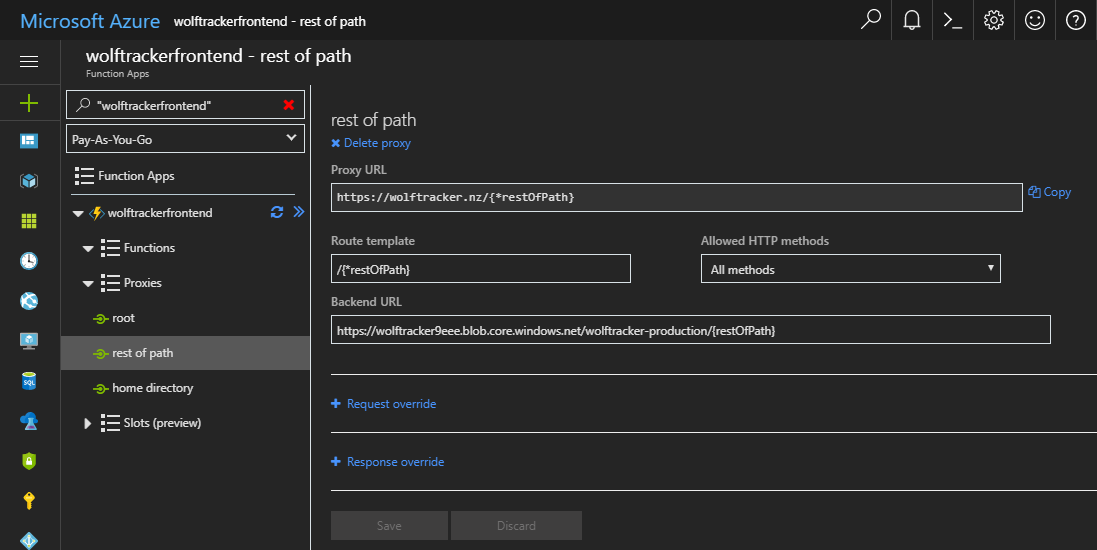 Microsoft Azure wolftrackerfrontend - rest of path
wolftrackerfrontend - rest of path
Function Apps
"wolftrackerfrontend"
Pay-As-You-Go
Function Apps
wolftrackerfrontend
Functions
Proxies
root
rest of path
home directory
Slots (preview)
rest of path
Delete proxy
Proxy URL
https://wolftracker.nz/{*restOfPath}
Copy
Route template
Allowed HTTP methods
/{*restOfPath}
All methods
Backend URL
https://wolftracker9eee.blob.core.windows.net/wolftracker-production/{restOfPath}
Request override
Response override
Save
Discard
SQL